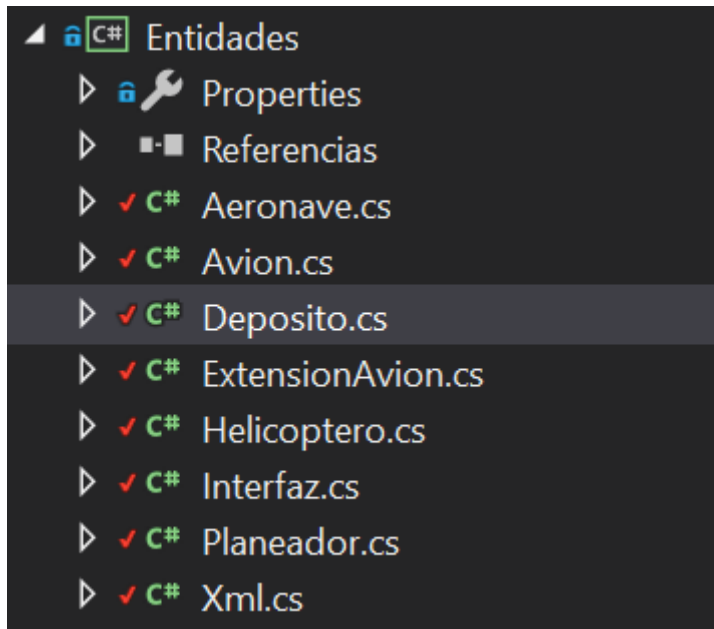 C# Entidades
Properties
Referencias
C# Aeronave.cs
C# Avion.cs
C# Deposito.cs
C# ExtensionAvion.cs
C# Helicoptero.cs
C# Interfaz.cs
C# Planeador.cs
C# Xml.cs